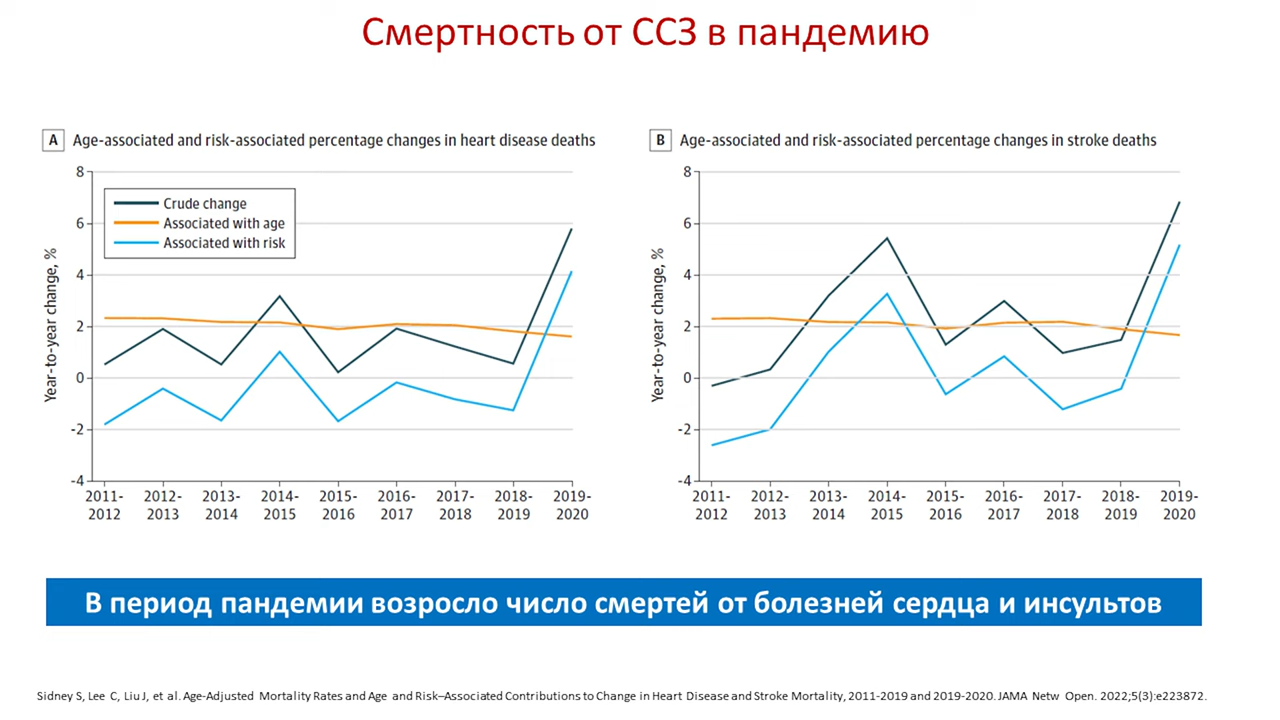 Смертность от ССЗ в пандемию
A Age-associated and risk-associated percentage changes in heart disease deaths
8
6
4
2
0
-2
-4
Year-to-year change, %
Crude change
Associated with age
Associated with risk
2011-2012 2012-2013 2013-2014 2014-2015 2015-2016 2016-2017 2017-2018 2018-2019 2019-2020
B Age-associated and risk-associated percentage changes in stroke deaths
8
6
4
2
0
-2
-4
Year-to-year change, %
2011-2012 2012-2013 2013-2014 2014-2015 2015-2016 2016-2017 2017-2018 2018-2019 2019-2020
В период пандемии возросло число смертей от болезней сердца и инсультов
Sidney S, Lee C, Liu J, et al. Age-Adjusted Mortality Rates and Age and Risk–Associated Contributions to Change in Heart Disease and Stroke Mortality, 2011-2019 and 2019-2020. JAMA Netw Open. 2022;5(3):e223872.